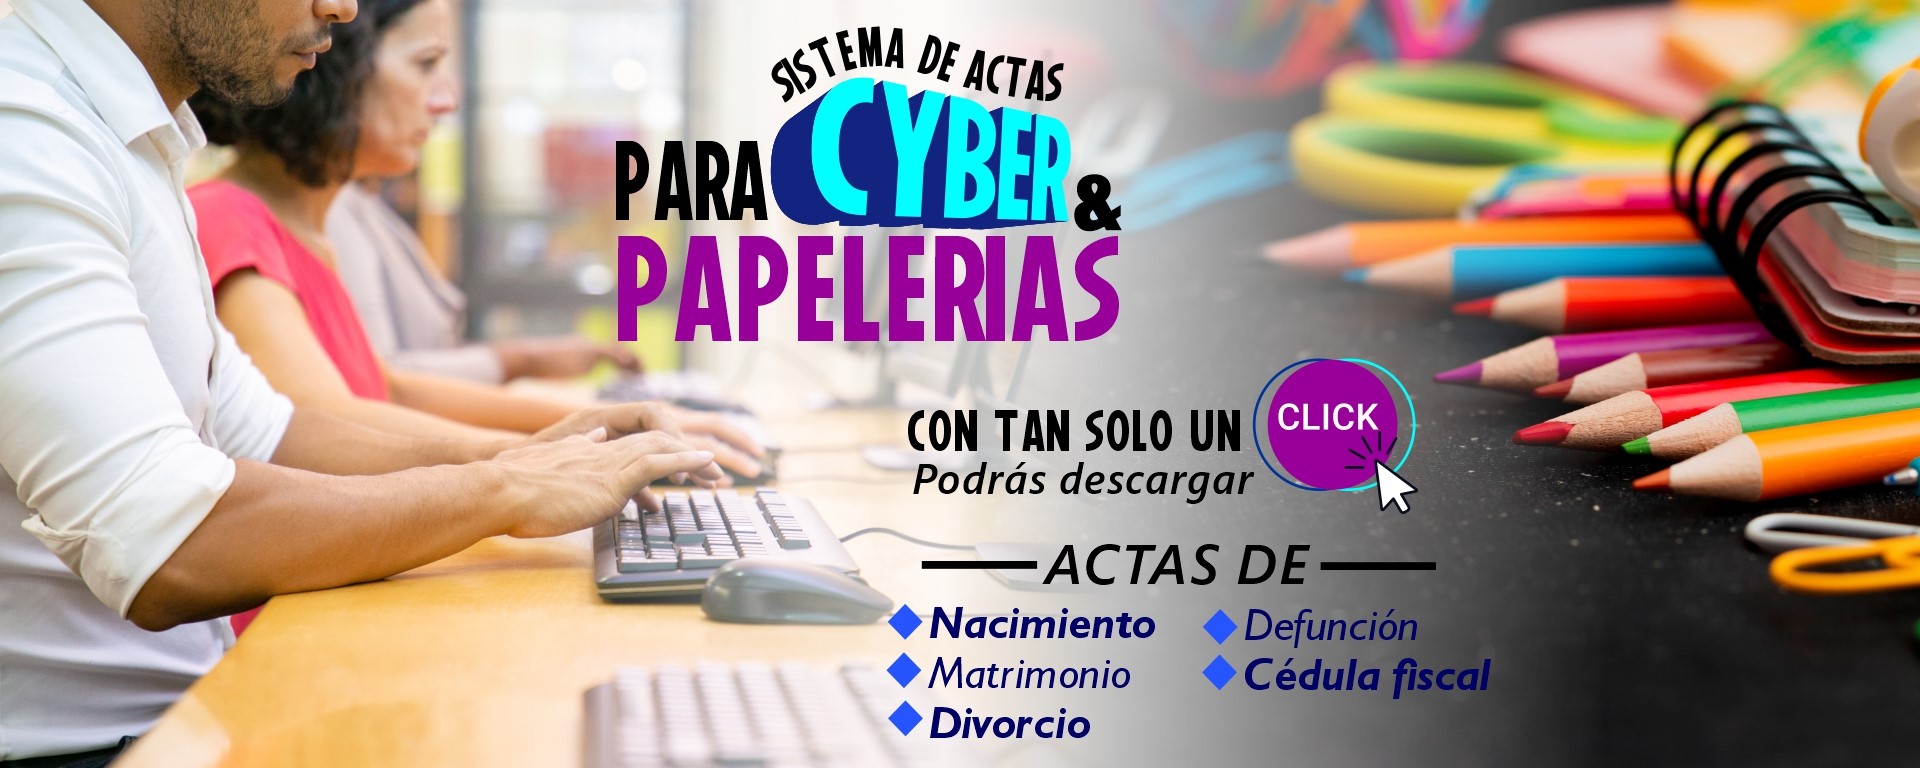 SISTEMA DE ACTAS
PARA CYBER &
PAPELERIAS
CON TAN SOLO UN CLICK
Podrás descargar
ACTAS DE
Nacimiento
Matrimonio
Divorcio
Defunción
Cédula fiscal